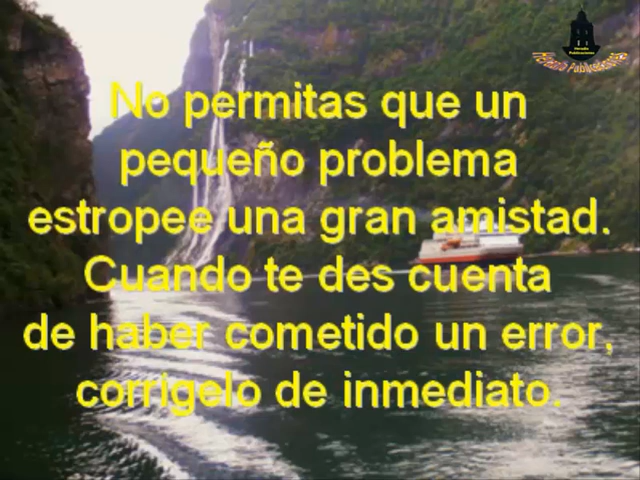 No permitas que un
pequeño problema
estropee una gran amistad.
Cuando te des cuenta
de haber cometido un error,
corrigelo de inmediato.